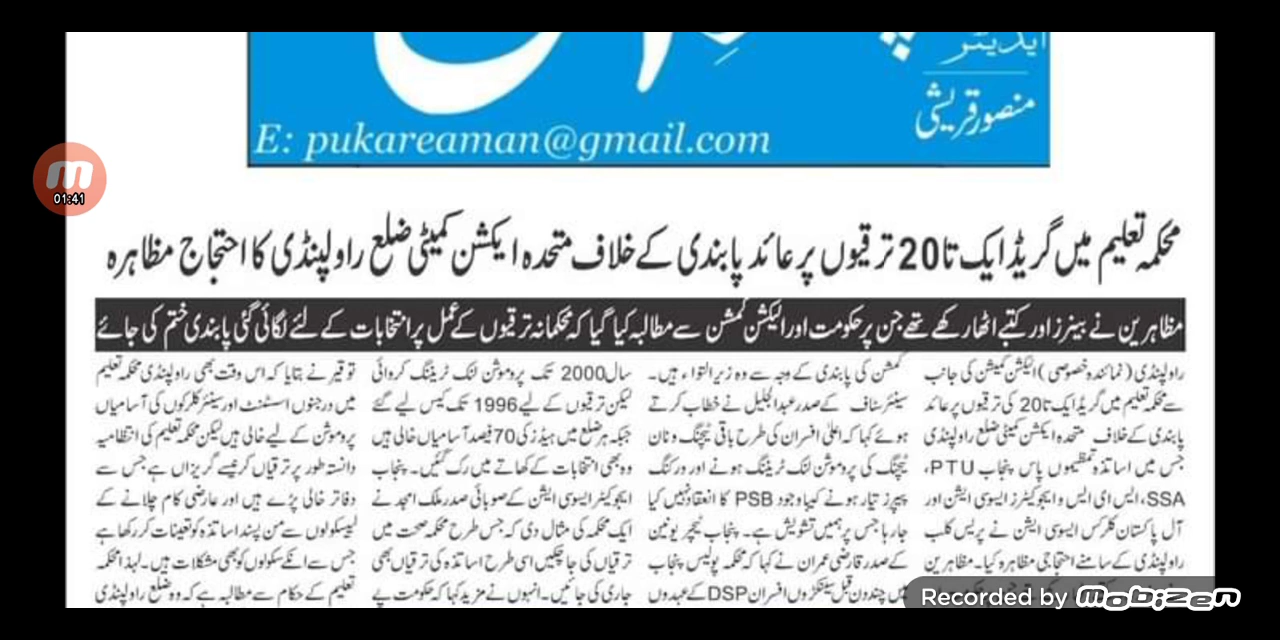 ایڈیٹر
منصور قریشی
E: pukareaman@gmail.com
01:41
محکمہ تعلیم میں گریڈ ایک تا 20 ترقیوں پر عائد پابندی کے خلاف متحدہ ایکشن کمیٹی ضلع راولپنڈی کا احتجاج مظاہرہ
مظاہرین نے بینرز اور کتبے اٹھا رکھے تھے جن پر حکومت اور الیکشن کمشن سے مطالبہ کیا گیا کہ محکمانہ ترقیوں کے عمل پر انتخابات کے لئے لگائی گئی پابندی ختم کی جائے
راولپنڈی (نمائندہ خصوصی) الیکشن کمیشن کی جانب
سے محکمہ تعلیم میں گریڈ ایک تا 20 کی ترقیوں پر عائد
پابندی کے خلاف متحدہ ایکشن کمیٹی ضلع راولپنڈی
جس میں اساتذہ تنظیموں پاس پنجاب PTU،
SSA، ایس ای ایس و ایجوکیٹرز ایسوسی ایشن اور
آل پاکستان کلرکس ایسوسی ایشن نے پریس کلب
راولپنڈی کے سامنے احتجاجی مظاہرہ کیا۔ مظاہرین
کمشن کی پابندی کے وجہ سے وہ زیر التواء ہیں۔
سینئر سٹاف کے صدر عبدالجلیل نے خطاب کرتے
ہوئے کہا کہ اعلیٰ افسران کی طرح باقی ٹیچنگ و نان
ٹیچنگ کی پروموشن لنک ٹریننگ ہونے اور ورکنگ
پیپرز تیار ہونے کے باوجود PSB کا انعقاد نہیں کیا
جا رہا جس پر ہمیں تشویش ہے۔ پنجاب ٹیچر یونین
کے صدر قاضی عمران نے کہا کہ محکمہ پولیس پنجاب
میں چند دن قبل سینکڑوں افسران DSP کے عہدوں
سال 2000 تک پروموشن لنک ٹریننگ کروائی
لیکن ترقیوں کے لیے 1996 تک کیس لیے گئے
جبکہ ہر ضلع میں ہیڈز کی 70 فیصد آسامیاں خالی ہیں
وہ بھی انتخابات کے کھاتے میں رک گئیں۔ پنجاب
ایجوکیٹر ایسوسی ایشن کے صوبائی صدر ملک امجد نے
ایک محکمہ کی مثال دی کہ جس طرح محکمہ صحت میں
ترقیاں کی جا چکیں اسی طرح اساتذہ کی ترقیاں بھی
جاری کی جائیں۔ انہوں نے مزید کہا کہ حکومت پے
توقیر نے بتایا کہ اس وقت بھی راولپنڈی محکمہ تعلیم
میں درجنوں اسسٹنٹ اور سینئر کلرکوں کی آسامیاں
پروموشن کے لیے خالی ہیں لیکن محکمہ تعلیم کی انتظامیہ
دانستہ طور پر ترقیاں کرنے سے گریزاں ہے جس سے
دفاتر خالی پڑے ہیں اور عارضی کام چلانے کے
لیے سکولوں سے من پسند اساتذہ کو تعینات کر رکھا ہے
جس سے انکے سکولوں کو بھی مشکلات ہیں۔ لہذا محکمہ
تعلیم کے حکام سے مطالبہ ہے کہ وہ ضلع راولپنڈی
Recorded by mobizen